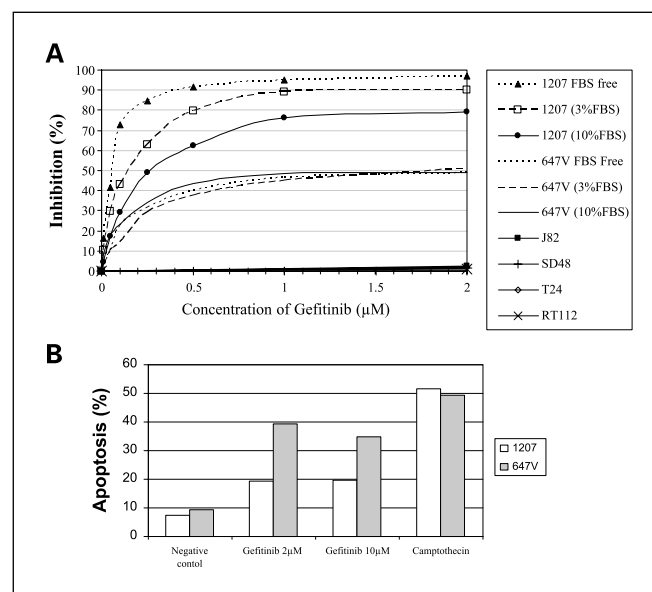 A
100
90
80
70
60
50
40
30
20
10
0
Inhibition (%)
0
0.5
1
2
Concentration of Gefitinib (µM)
1207 FBS free
1207 (3%FBS)
1207 (10%FBS)
647V FBS Free
647V (3%FBS)
647V (10%FBS)
J82
SD48
T24
RT112
B
60
50
40
30
20
10
0
Apoptosis (%)
Negative
contol
Gefitinib 2µM
Gefitinib 10µM
Camptothecin
1207
647V